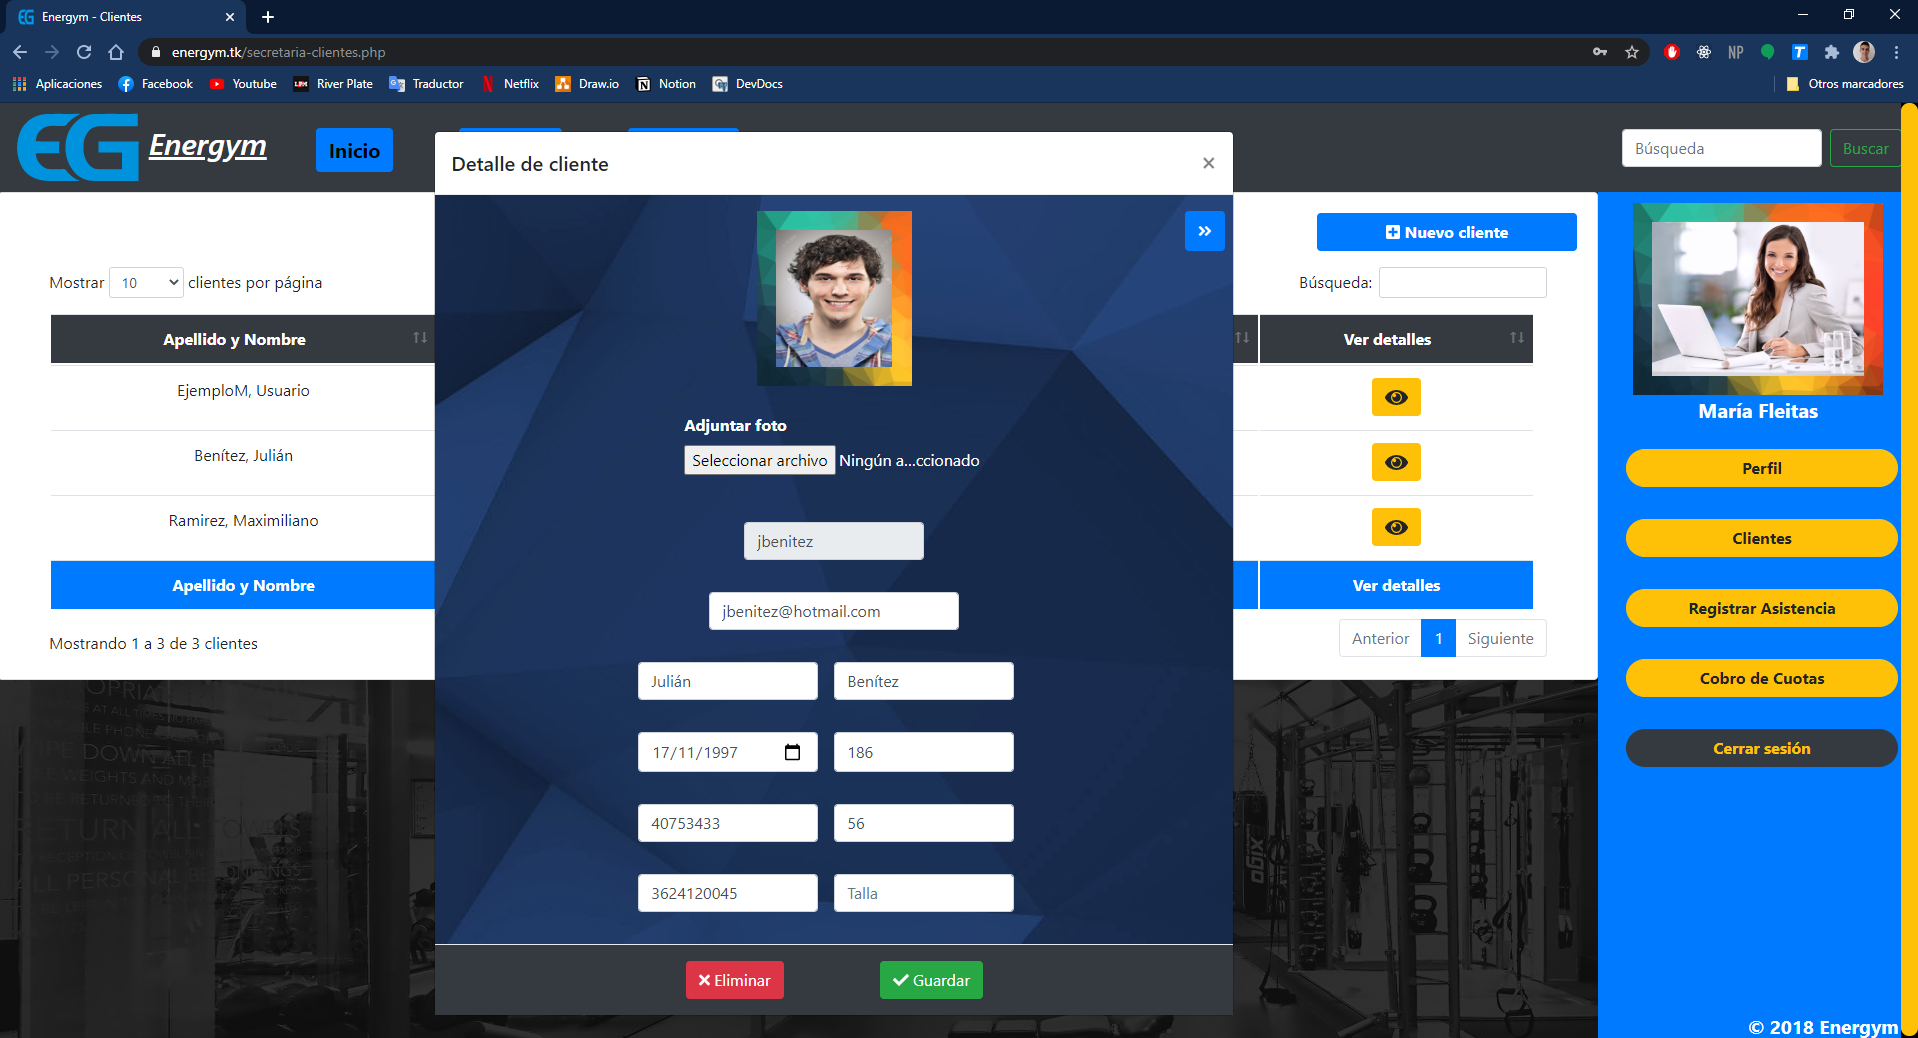 Energym - Clientes
energym.tk/secretaria-clientes.php
NP
T
Aplicaciones
Facebook
Youtube
River Plate
Traductor
Netflix
Draw.io
Notion
DevDocs
Otros marcadores
EG
Energym
Inicio
Búsqueda
Buscar
Detalle de cliente
×
Nuevo cliente
Mostrar 10 clientes por página
Búsqueda:
Apellido y Nombre
Ver detalles
EjemploM, Usuario
Benítez, Julián
Ramirez, Maximiliano
Apellido y Nombre
Ver detalles
Mostrando 1 a 3 de 3 clientes
Anterior 1 Siguiente
Adjuntar foto
Seleccionar archivo Ningún a...ccionado
jbenitez
jbenitez@hotmail.com
Julián
Benítez
17/11/1997
186
40753433
56
3624120045
Talla
Eliminar
Guardar
María Fleitas
Perfil
Clientes
Registrar Asistencia
Cobro de Cuotas
Cerrar sesión
© 2018 Energym